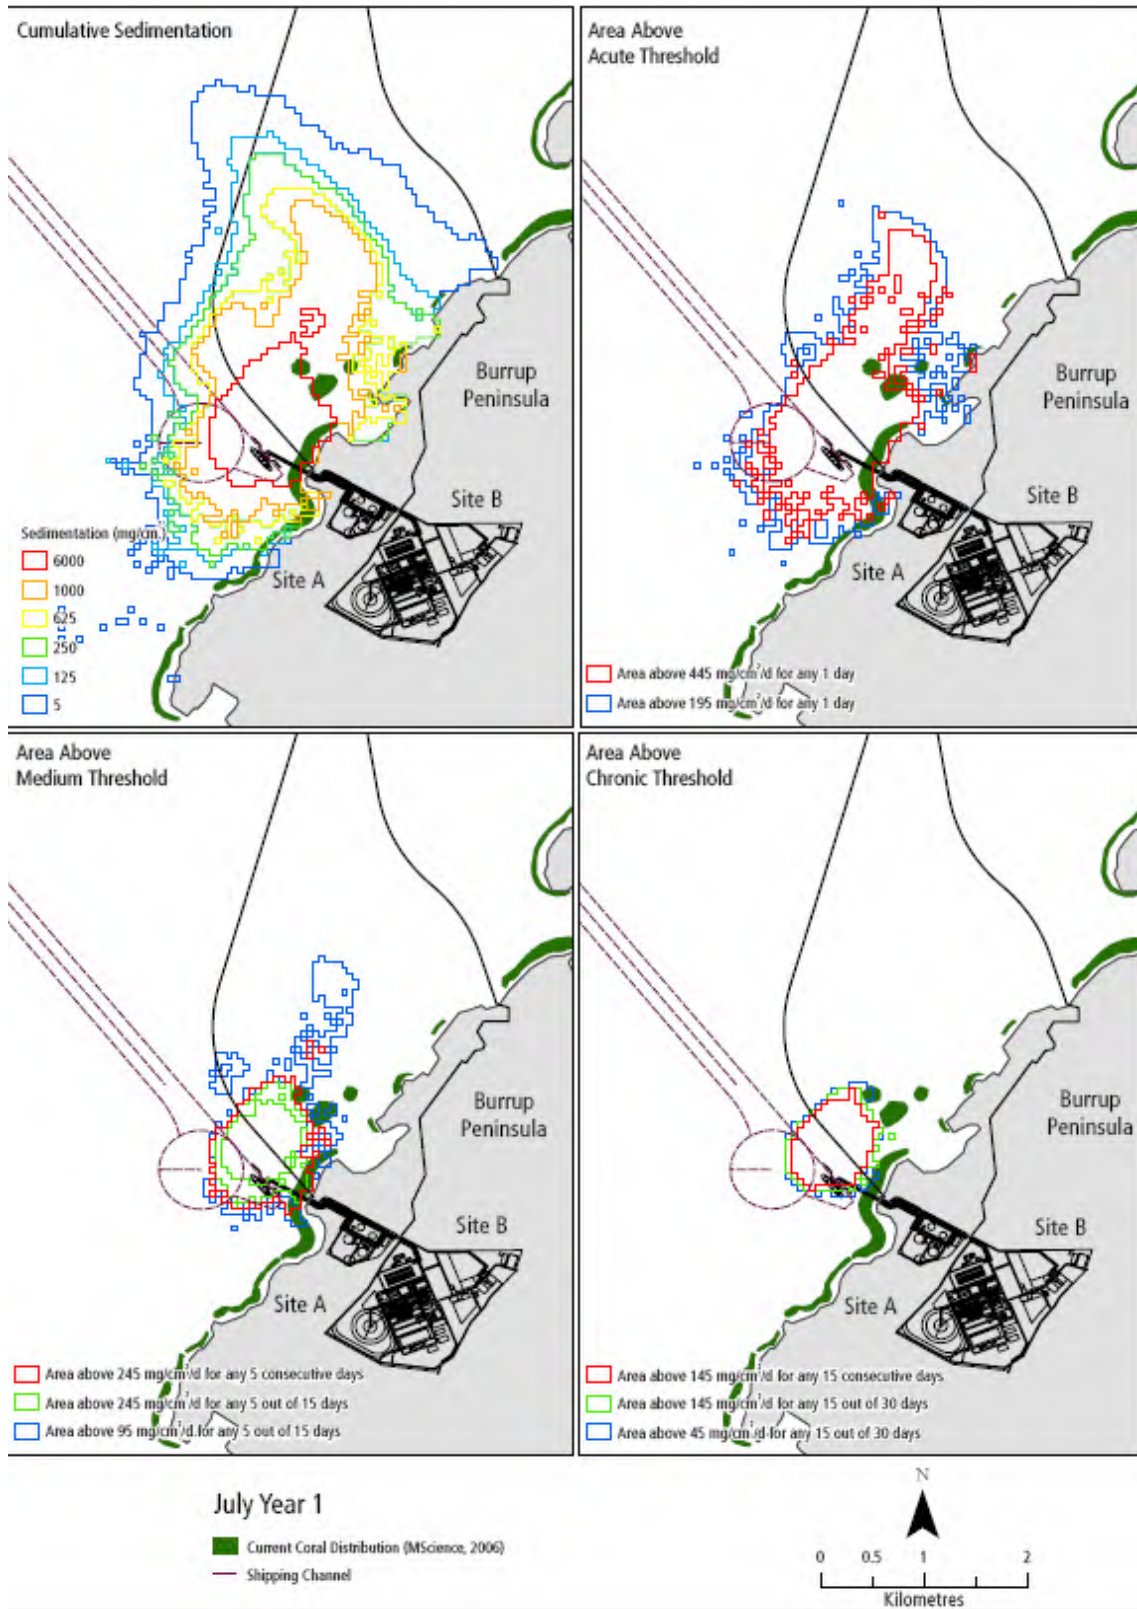 Cumulative Sedimentation
Burrup
Peninsula
Site B
Site A
Sedimentation (mg/cm²)
6000
1000
625
250
125
5
Area Above
Acute Threshold
Burrup
Peninsula
Site B
Site A
Area above 445 mg/cm²/d for any 1 day
Area above 195 mg/cm²/d for any 1 day
Area Above
Medium Threshold
Burrup
Peninsula
Site B
Site A
Area above 245 mg/cm²/d for any 5 consecutive days
Area above 245 mg/cm²/d for any 5 out of 15 days
Area above 95 mg/cm²/d for any 5 out of 15 days
Area Above
Chronic Threshold
Burrup
Peninsula
Site B
Site A
Area above 145 mg/cm²/d for any 15 consecutive days
Area above 145 mg/cm²/d for any 15 out of 30 days
Area above 45 mg/cm²/d for any 15 out of 30 days
July Year 1
Current Coral Distribution (MScience, 2006)
Shipping Channel
N
0 0.5 1 2
Kilometres